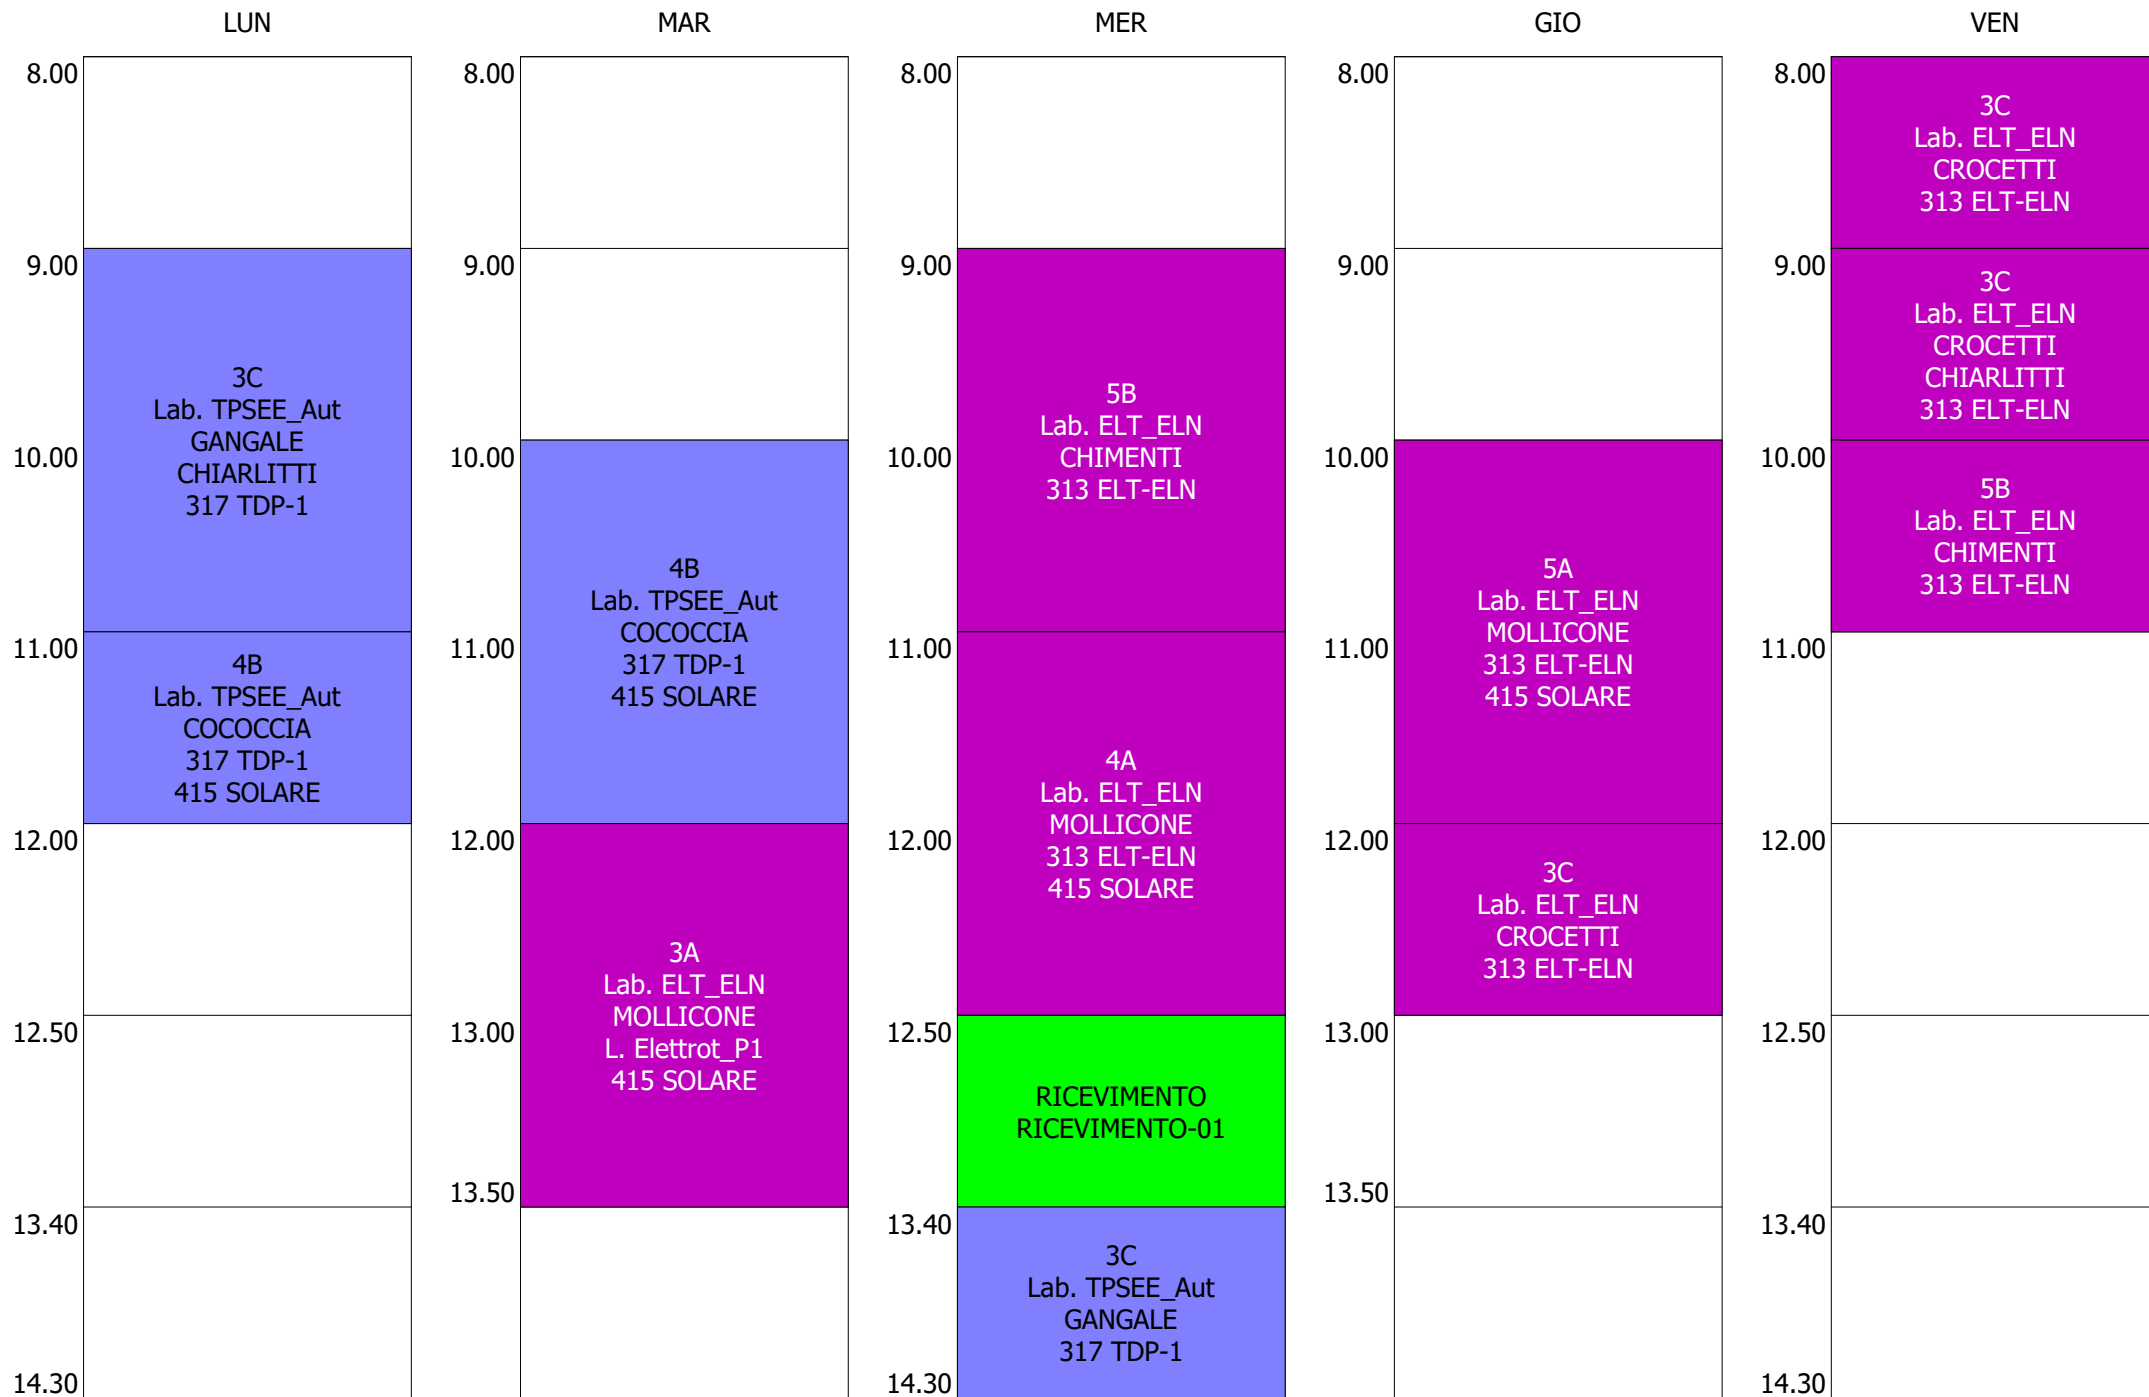 LUN
8.00
9.00
3C
Lab. TPSEE_Aut
GANGALE
CHIARLITTI
317 TDP-1
10.00
11.00
4B
Lab. TPSEE_Aut
COCOCCIA
317 TDP-1
415 SOLARE
12.00
12.50
13.40
14.30
MAR
8.00
9.00
10.00
4B
Lab. TPSEE_Aut
COCOCCIA
317 TDP-1
415 SOLARE
11.00
12.00
3A
Lab. ELT_ELN
MOLLICONE
L. Elettrot_P1
415 SOLARE
13.00
13.50
MER
8.00
9.00
5B
Lab. ELT_ELN
CHIMENTI
313 ELT-ELN
10.00
11.00
4A
Lab. ELT_ELN
MOLLICONE
313 ELT-ELN
415 SOLARE
12.00
12.50
RICEVIMENTO
RICEVIMENTO-01
13.40
3C
Lab. TPSEE_Aut
GANGALE
317 TDP-1
14.30
GIO
8.00
9.00
10.00
5A
Lab. ELT_ELN
MOLLICONE
313 ELT-ELN
415 SOLARE
11.00
12.00
3C
Lab. ELT_ELN
CROCETTI
313 ELT-ELN
13.00
13.50
VEN
8.00
3C
Lab. ELT_ELN
CROCETTI
313 ELT-ELN
9.00
3C
Lab. ELT_ELN
CROCETTI
CHIARLITTI
313 ELT-ELN
10.00
5B
Lab. ELT_ELN
CHIMENTI
313 ELT-ELN
11.00
12.00
12.50
13.40
14.30